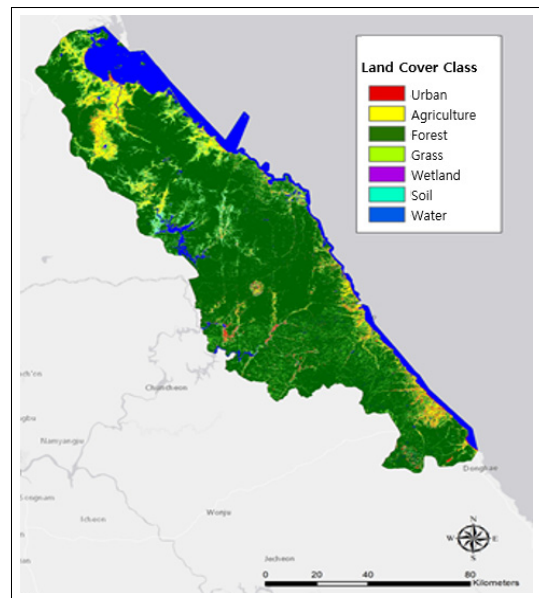 Land Cover Class
Urban
Agriculture
Forest
Grass
Wetland
Soil
Water
Chuncheon
Namyangju
Icheon
Wonju
Jecheon
Donghae
N
W E
S
0 20 40 80
Kilometers